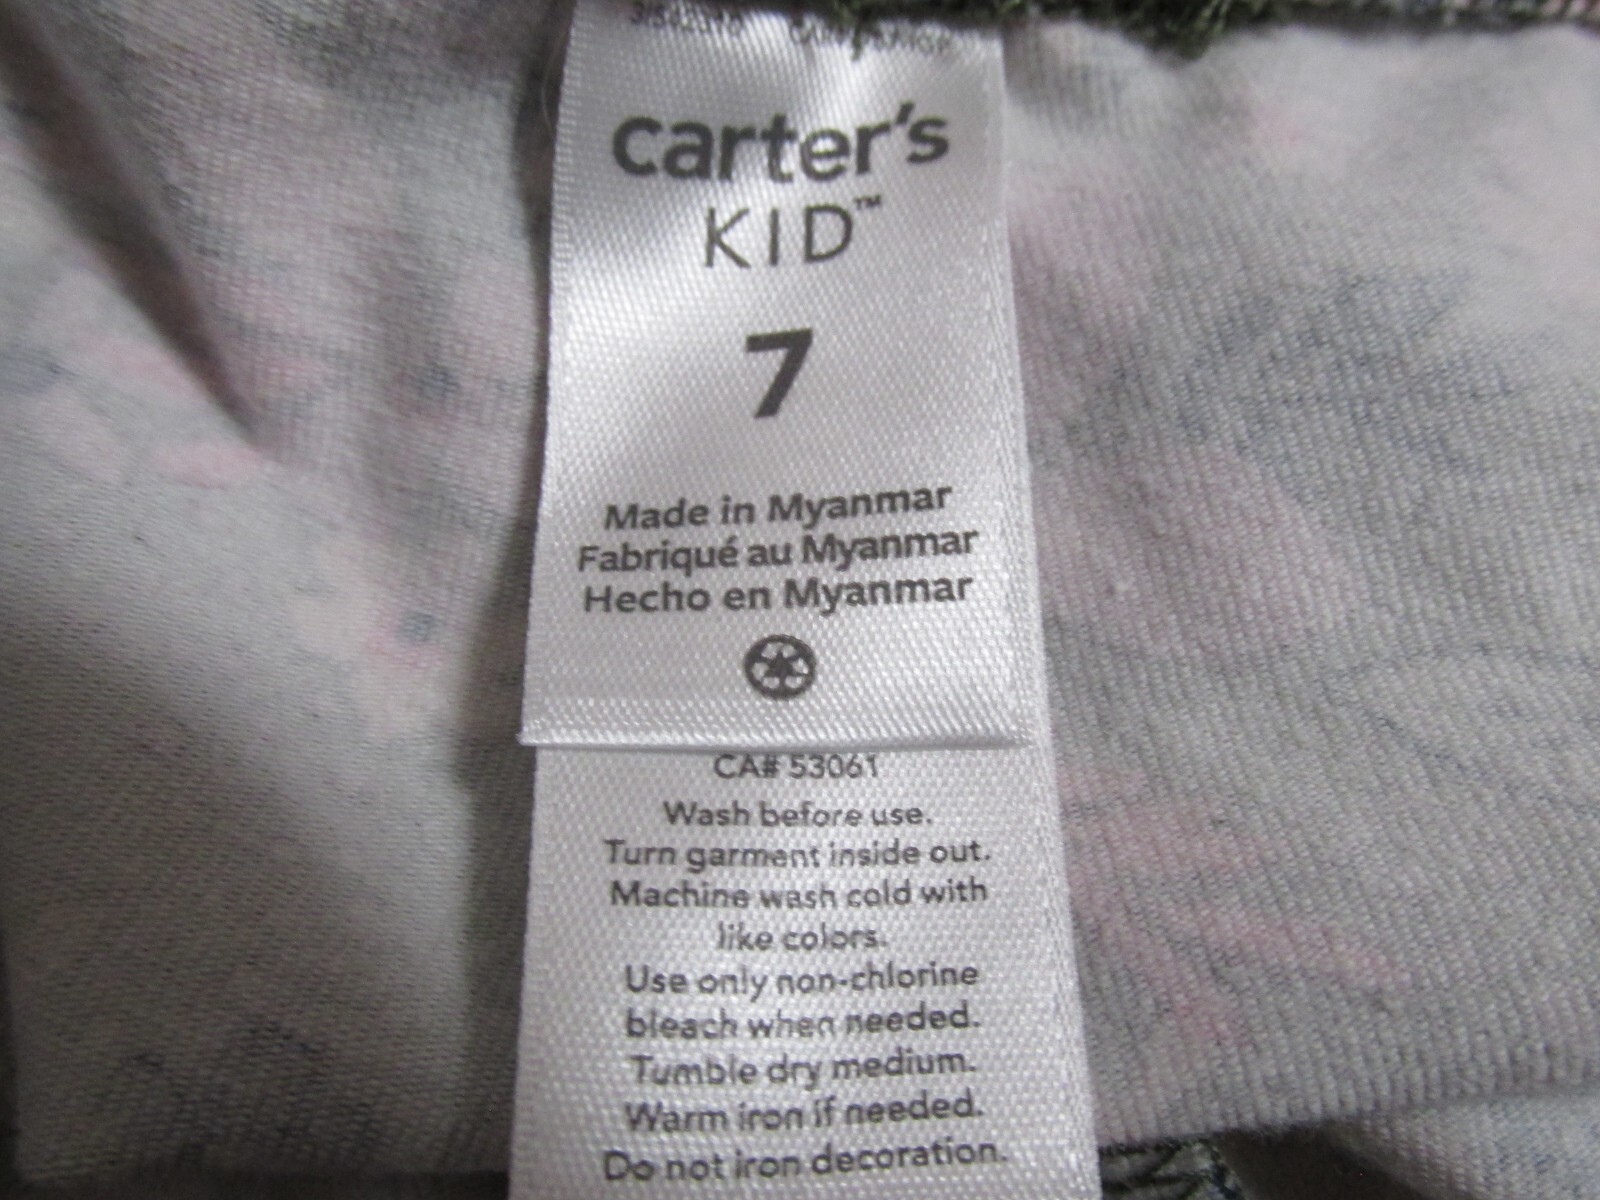 carter's
KID™
7
Made in Myanmar
Fabriqué au Myanmar
Hecho en Myanmar
CA# 53061
Wash before use.
Turn garment inside out.
Machine wash cold with
like colors.
Use only non-chlorine
bleach when needed.
Tumble dry medium.
Warm iron if needed.
Do not iron decoration.